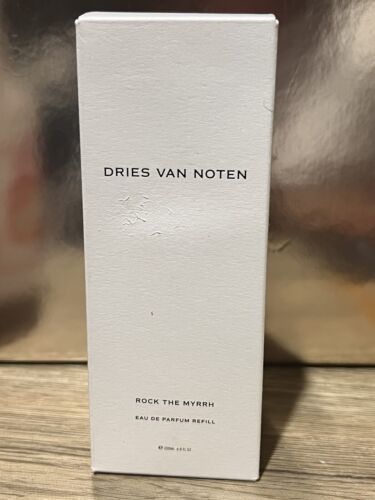 DRIES VAN NOTEN
ROCK THE MYRRH
EAU DE PARFUM REFILL